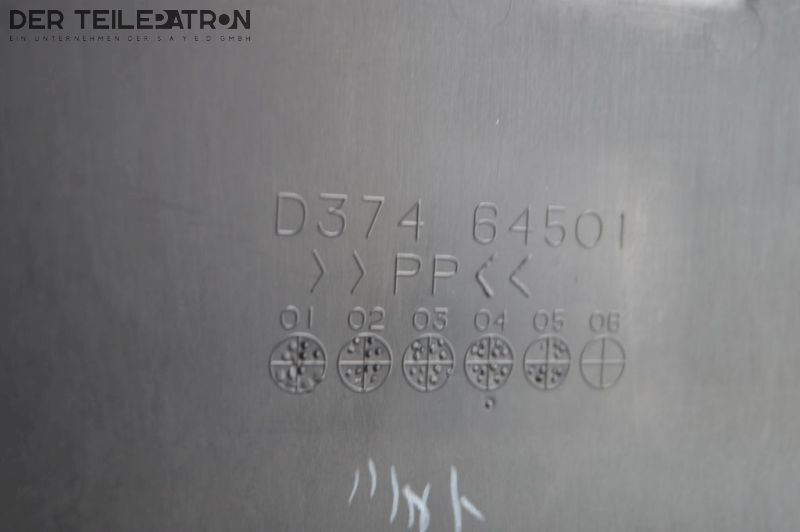 DER TEILEPATRON
EIN UNTERNEHMEN DER S A Y E D GMBH
D374 64501
>>PP<<
01 02 03 04 05 06